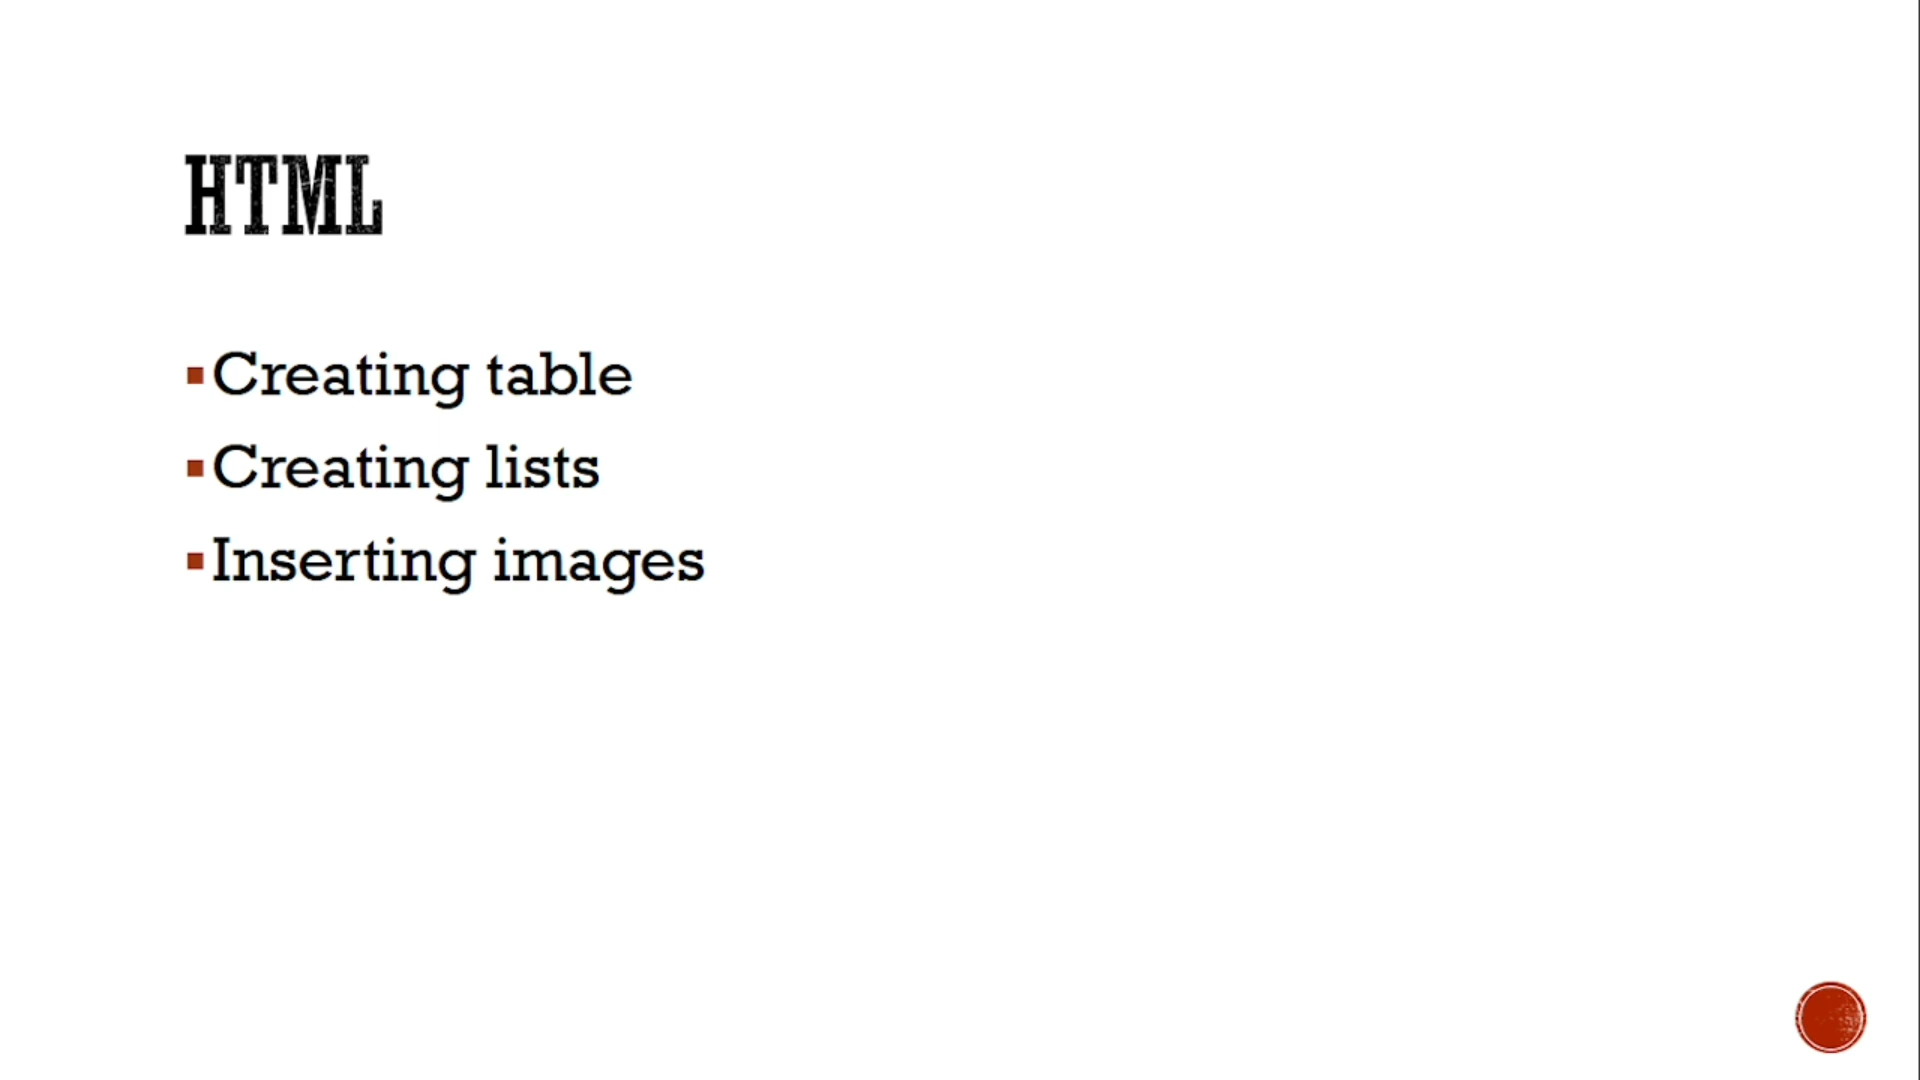 HTML
▪Creating table
▪Creating lists
▪Inserting images